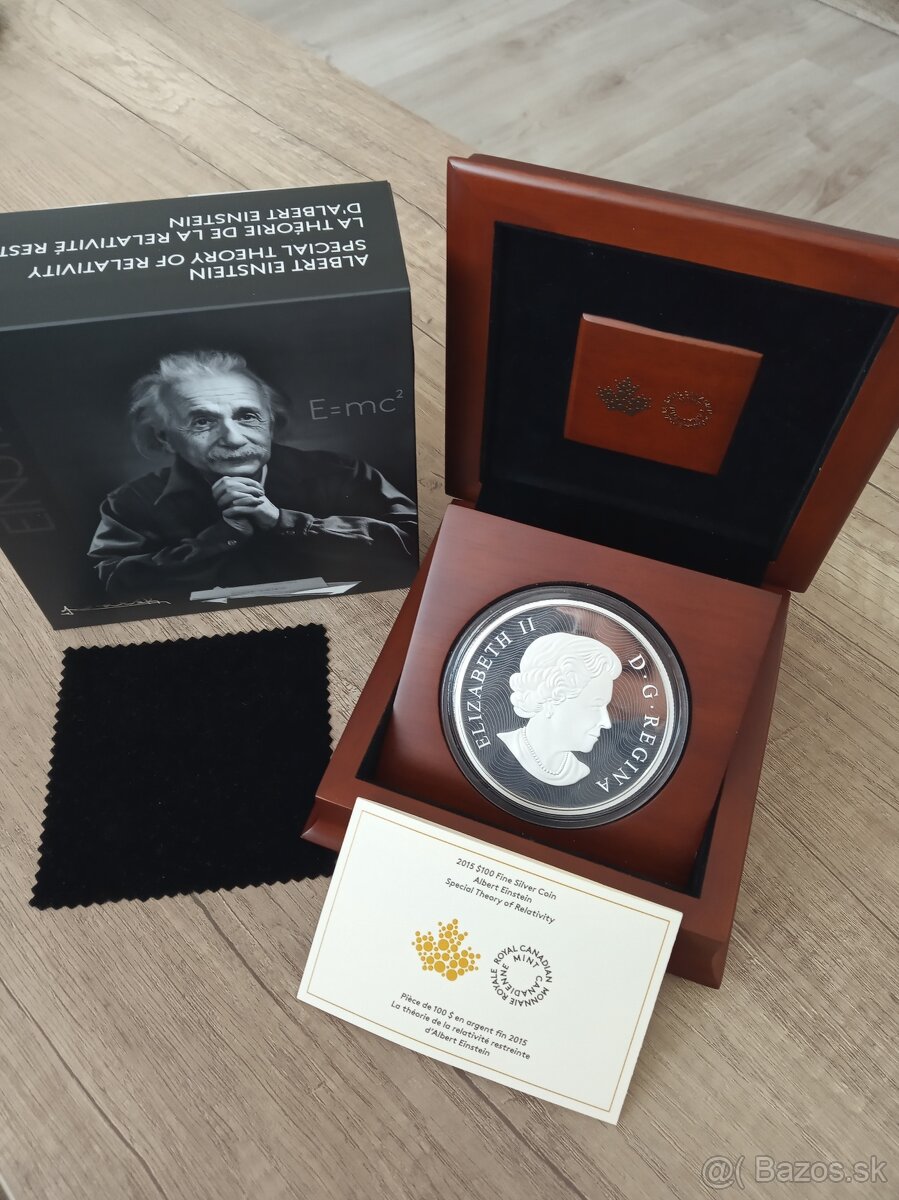 ALBERT EINSTEIN
SPECIAL THEORY OF RELATIVITY
LA THÉORIE DE LA RELATIVITÉ REST
D'ALBERT EINSTEIN
E=mc²
ELIZABETH II D·G·REGINA
2015 $100 Fine Silver Coin
Albert Einstein
Special Theory of Relativity
ROYAL CANADIAN MINT
MONNAIE ROYALE CANADIENNE
Pièce de 100 $ en argent fin 2015
La théorie de la relativité restreinte
d'Albert Einstein
@( Bazos.sk